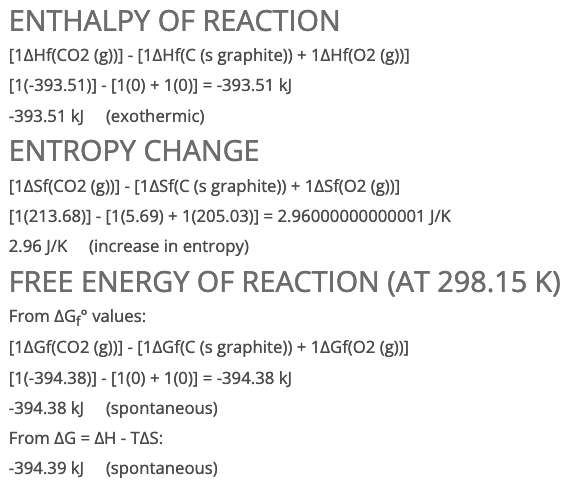 ENTHALPY OF REACTION
[1ΔHf(CO2 (g))] - [1ΔHf(C (s graphite)) + 1ΔHf(O2 (g))]
[1(-393.51)] - [1(0) + 1(0)] = -393.51 kJ
-393.51 kJ (exothermic)
ENTROPY CHANGE
[1ΔSf(CO2 (g))] - [1ΔSf(C (s graphite)) + 1ΔSf(O2 (g))]
[1(213.68)] - [1(5.69) + 1(205.03)] = 2.96000000000001 J/K
2.96 J/K (increase in entropy)
FREE ENERGY OF REACTION (AT 298.15 K)
From ΔGf° values:
[1ΔGf(CO2 (g))] - [1ΔGf(C (s graphite)) + 1ΔGf(O2 (g))]
[1(-394.38)] - [1(0) + 1(0)] = -394.38 kJ
-394.38 kJ (spontaneous)
From ΔG = ΔH - TΔS:
-394.39 kJ (spontaneous)